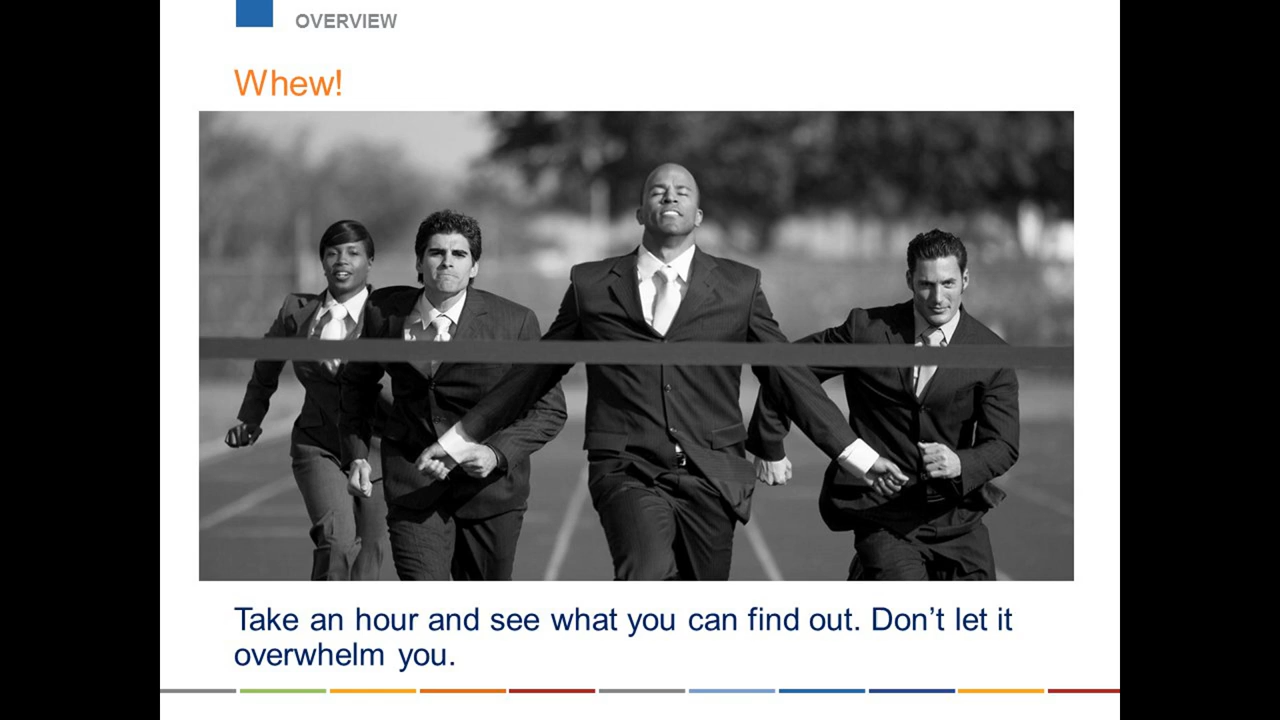 OVERVIEW
Whew!
Take an hour and see what you can find out. Don’t let it
overwhelm you.